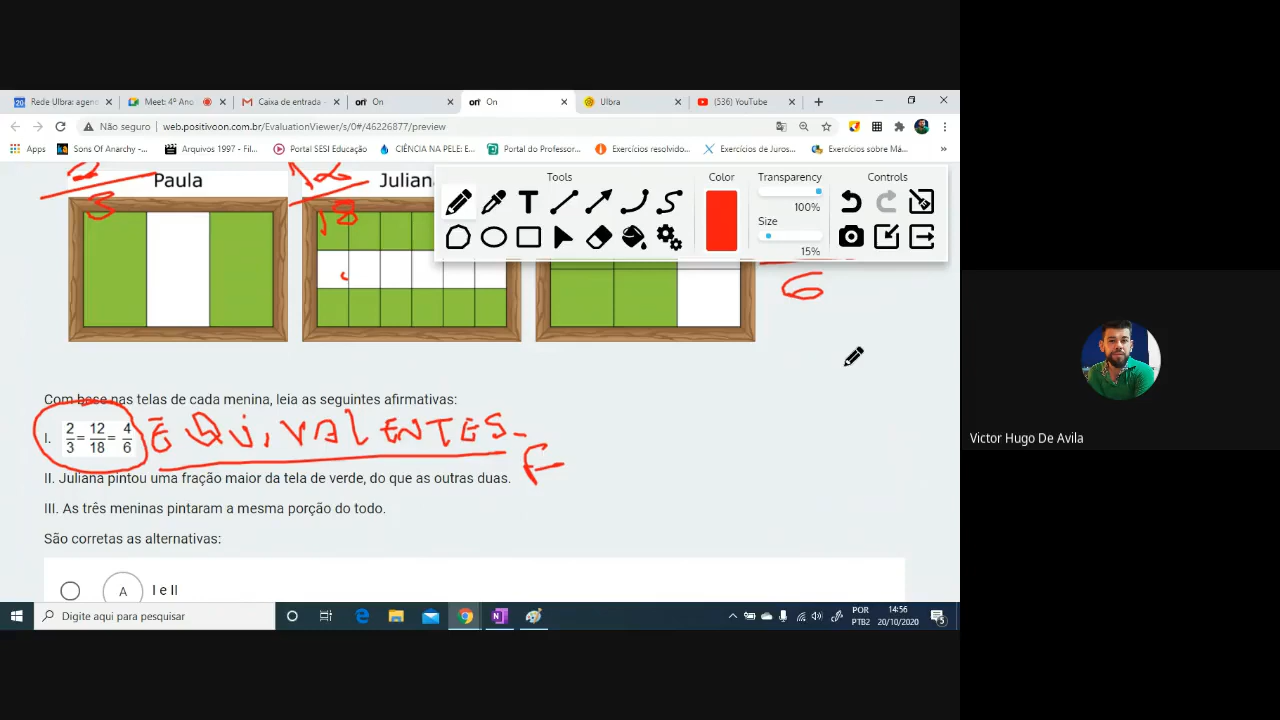 Rede Ulbra: agen
Meet: 4º Ano
Caixa de entrada -
On
On
Ulbra
(536) YouTube
Não seguro
web.positivoon.com.br/EvaluationViewer/s/0#/46226877/preview
Apps
Sons Of Anarchy -...
Arquivos 1997 - Fil...
Portal SESI Educação
CIÊNCIA NA PELE: E...
Portal do Professor...
Exercícios resolvido...
Exercícios de Juros...
Exercícios sobre Má...
»
Tools
Color
Transparency
Controls
100%
Size
15%
2
3
Paula
12
18
Julian
6
Com base nas telas de cada menina, leia as seguintes afirmativas:
I. 2/3 = 12/18 = 4/6 EQUIVALENTES
II. Juliana pintou uma fração maior da tela de verde, do que as outras duas. F
III. As três meninas pintaram a mesma porção do todo.
São corretas as alternativas:
A I e II
Digite aqui para pesquisar
POR
PTB2
14:56
20/10/2020
5
Victor Hugo De Avila